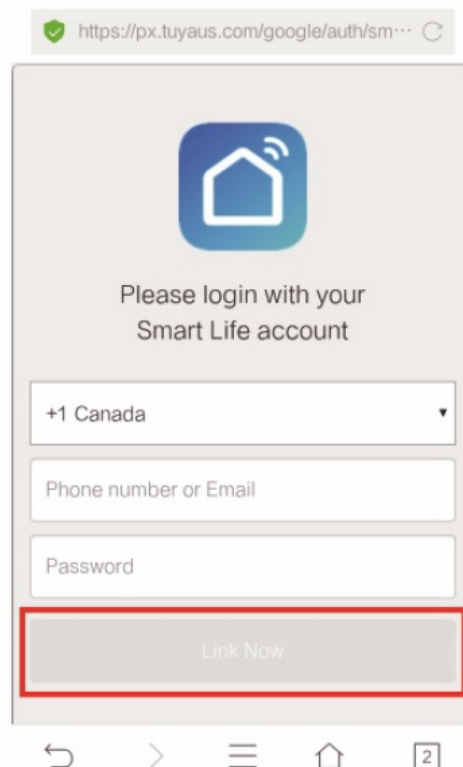 https://px.tuyaus.com/google/auth/sm···
Please login with your
Smart Life account
+1 Canada
Phone number or Email
Password
Link Now
2